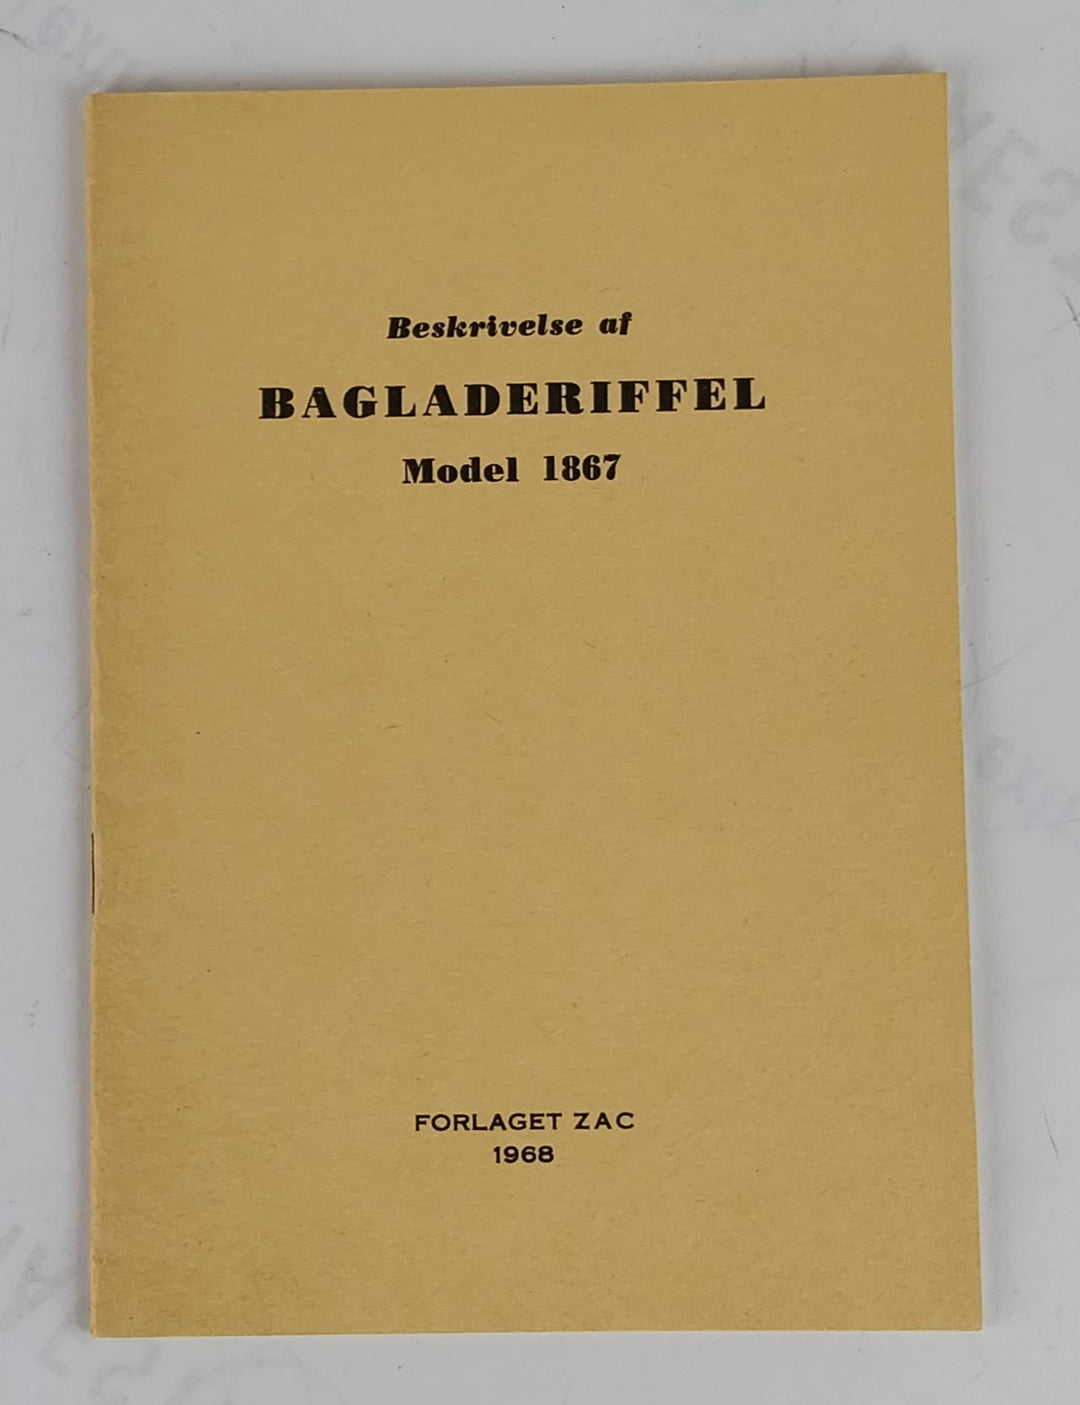 Beskrivelse af
BAGLADERIFFEL
Model 1867
FORLAGET ZAC
1968